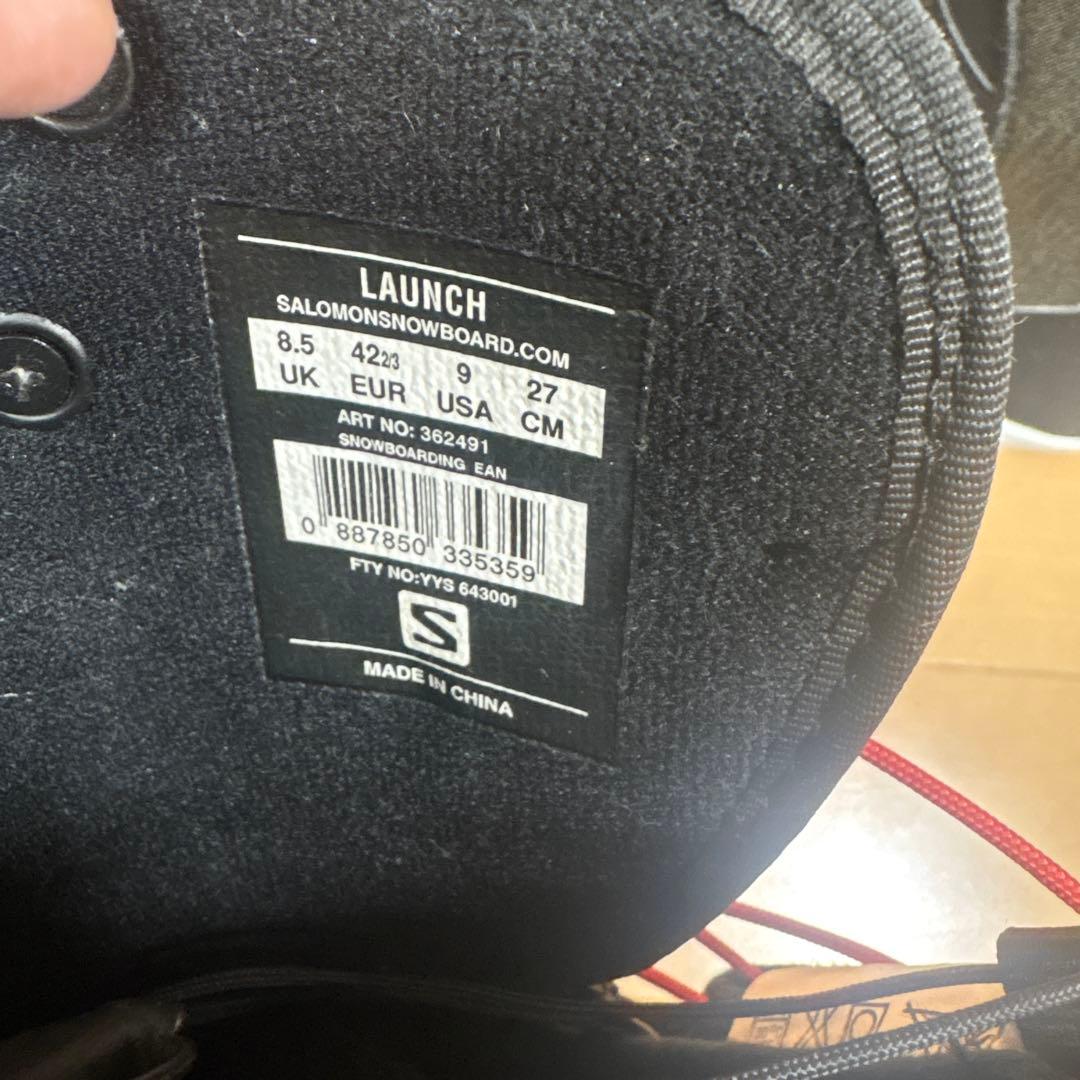 LAUNCH
SALOMONSNOWBOARD.COM
8.5 42 2/3 9 27
UK EUR USA CM
ART NO: 362491
SNOWBOARDING EAN
0 887850 335359
FTY NO:YYS 643001
S
MADE IN CHINA